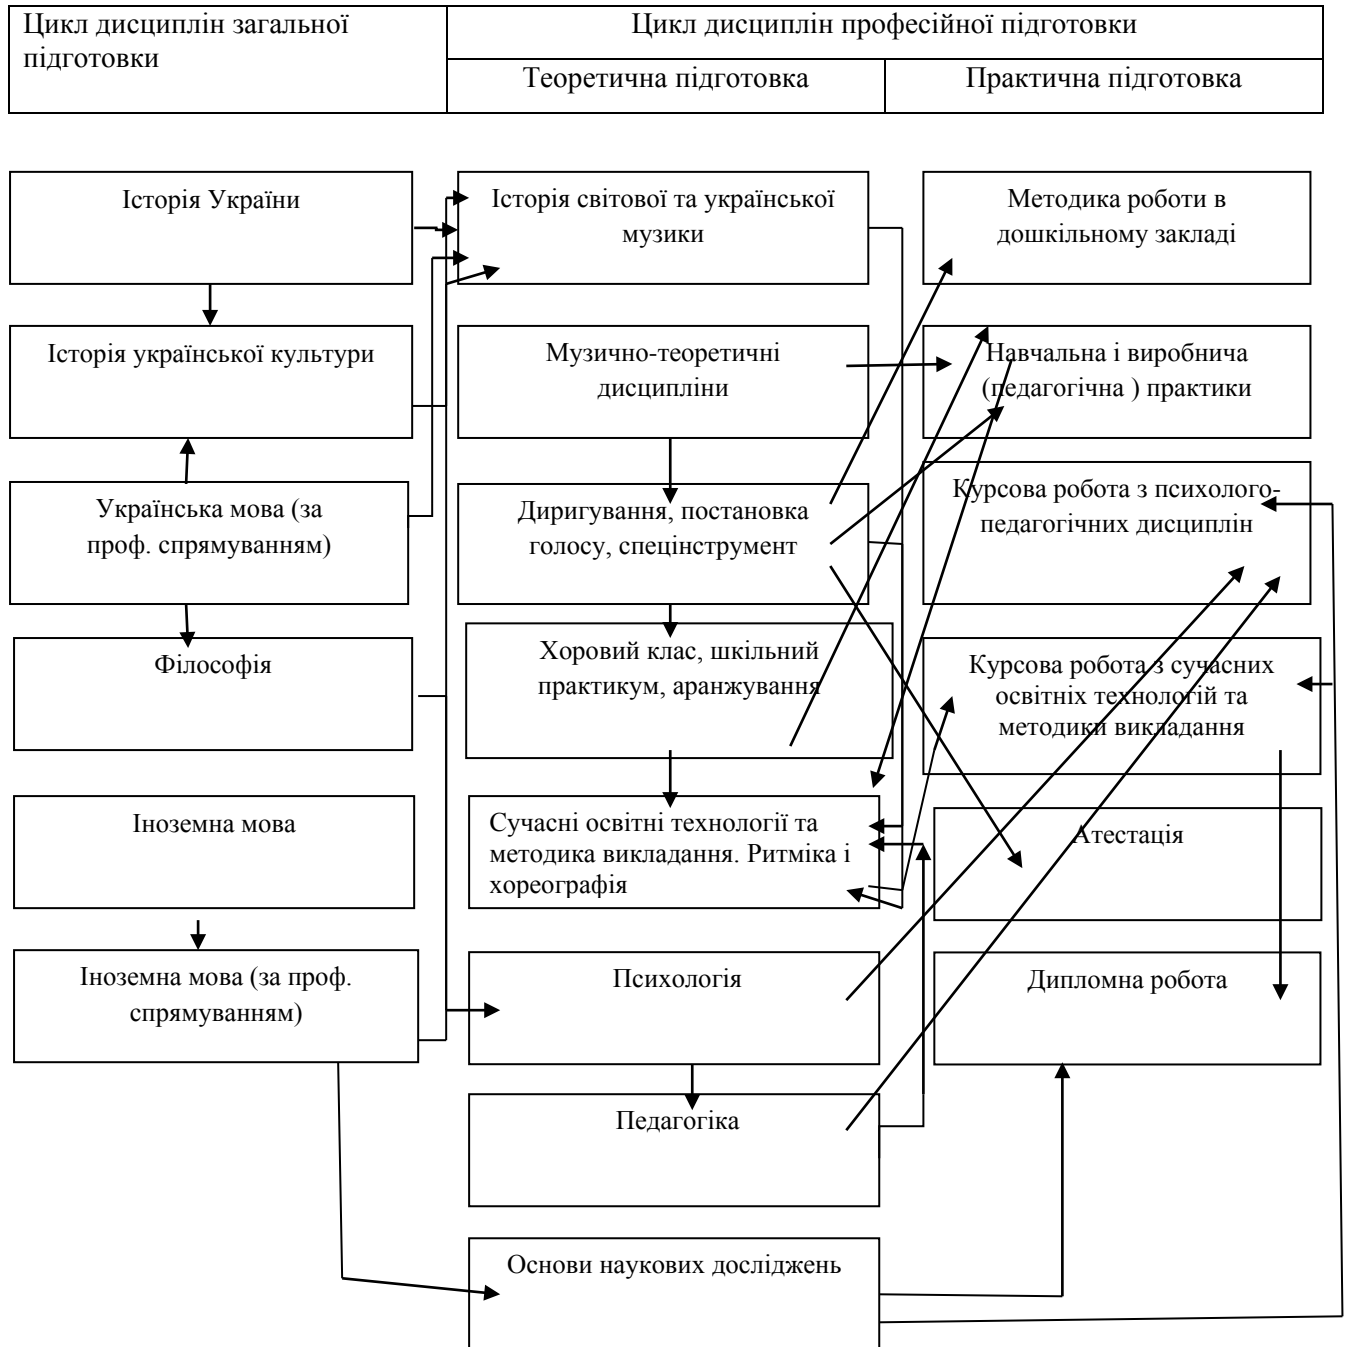 Цикл дисциплін загальної
підготовки
Цикл дисциплін професійної підготовки
Теоретична підготовка
Практична підготовка
Історія України
Історія світової та української
музики
Методика роботи в
дошкільному закладі
Історія української культури
Музично-теоретичні
дисципліни
Навчальна і виробнича
(педагогічна ) практики
Українська мова (за
проф. спрямуванням)
Диригування, постановка
голосу, спецінструмент
Курсова робота з психолого-
педагогічних дисциплін
Філософія
Хоровий клас, шкільний
практикум, аранжування
Курсова робота з сучасних
освітніх технологій та
методики викладання
Іноземна мова
Сучасні освітні технології та
методика викладання. Ритміка і
хореографія
Атестація
Іноземна мова (за проф.
спрямуванням)
Психологія
Дипломна робота
Педагогіка
Основи наукових досліджень